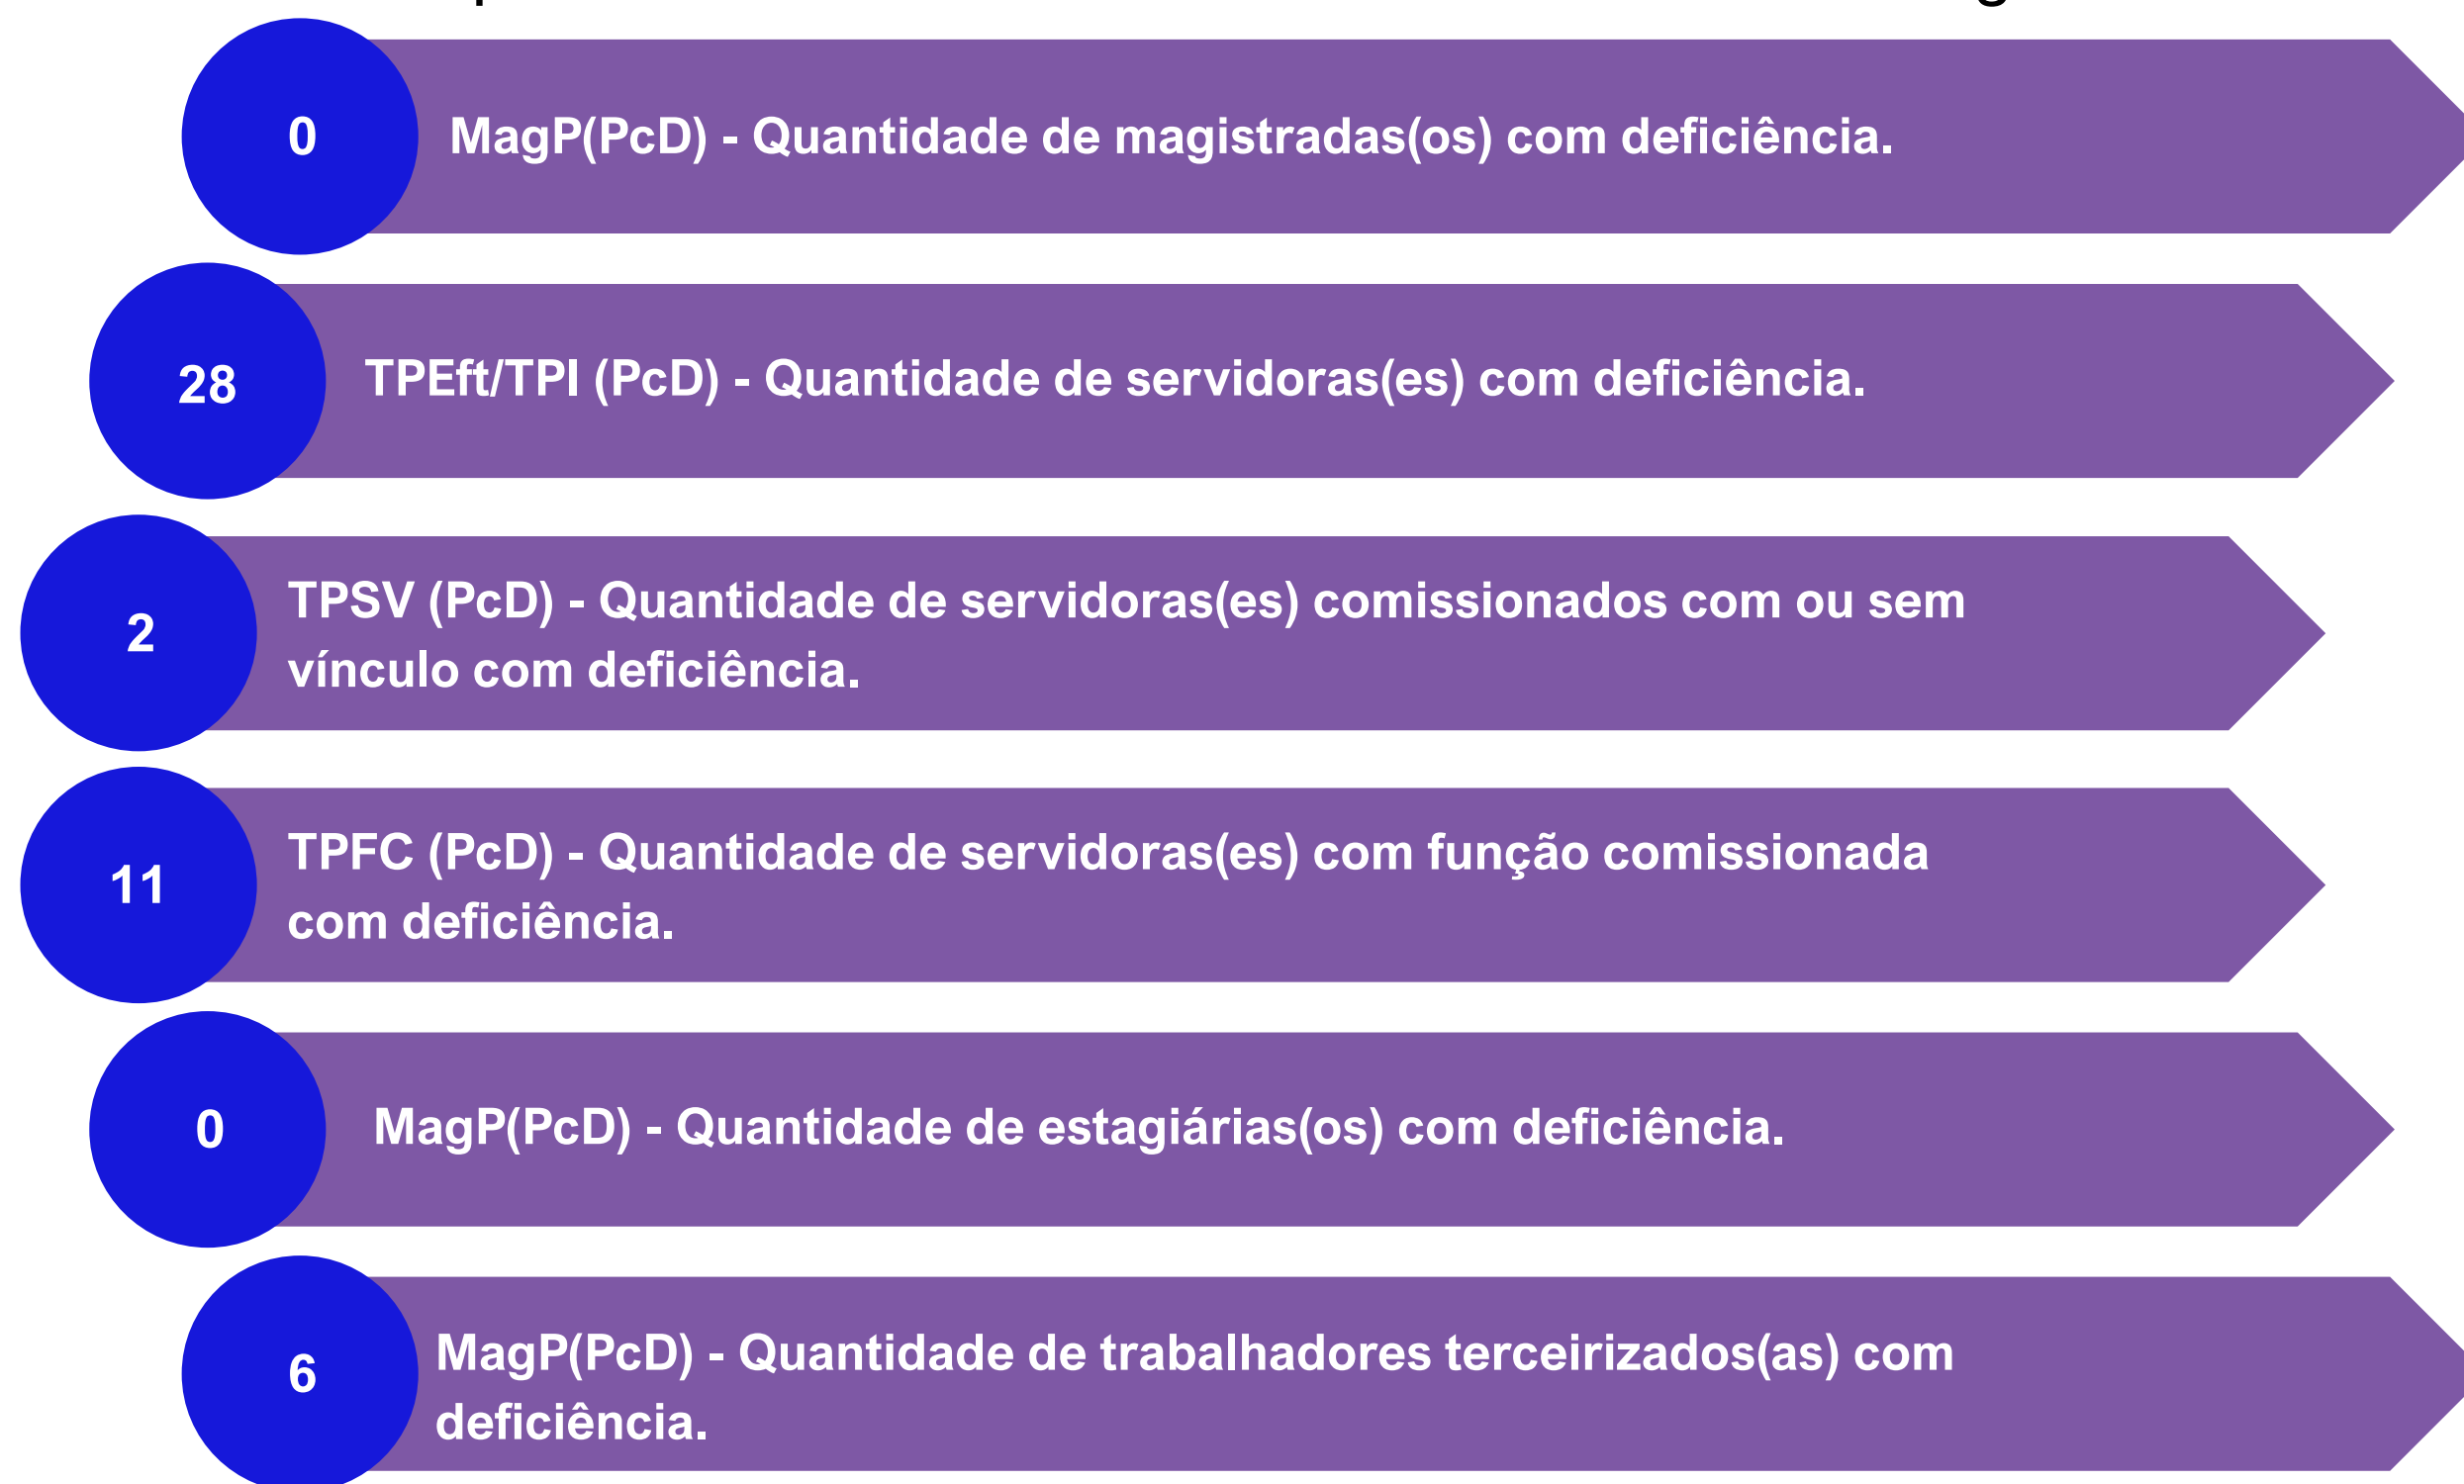 0
MagP(PcD) - Quantidade de magistradas(os) com deficiência.
28
TPEft/TPI (PcD) - Quantidade de servidoras(es) com deficiência.
2
TPSV (PcD) - Quantidade de servidoras(es) comissionados com ou sem
vínculo com deficiência.
11
TPFC (PcD) - Quantidade de servidoras(es) com função comissionada
com deficiência.
0
MagP(PcD) - Quantidade de estagiárias(os) com deficiência.
6
MagP(PcD) - Quantidade de trabalhadores terceirizados(as) com
deficiência.